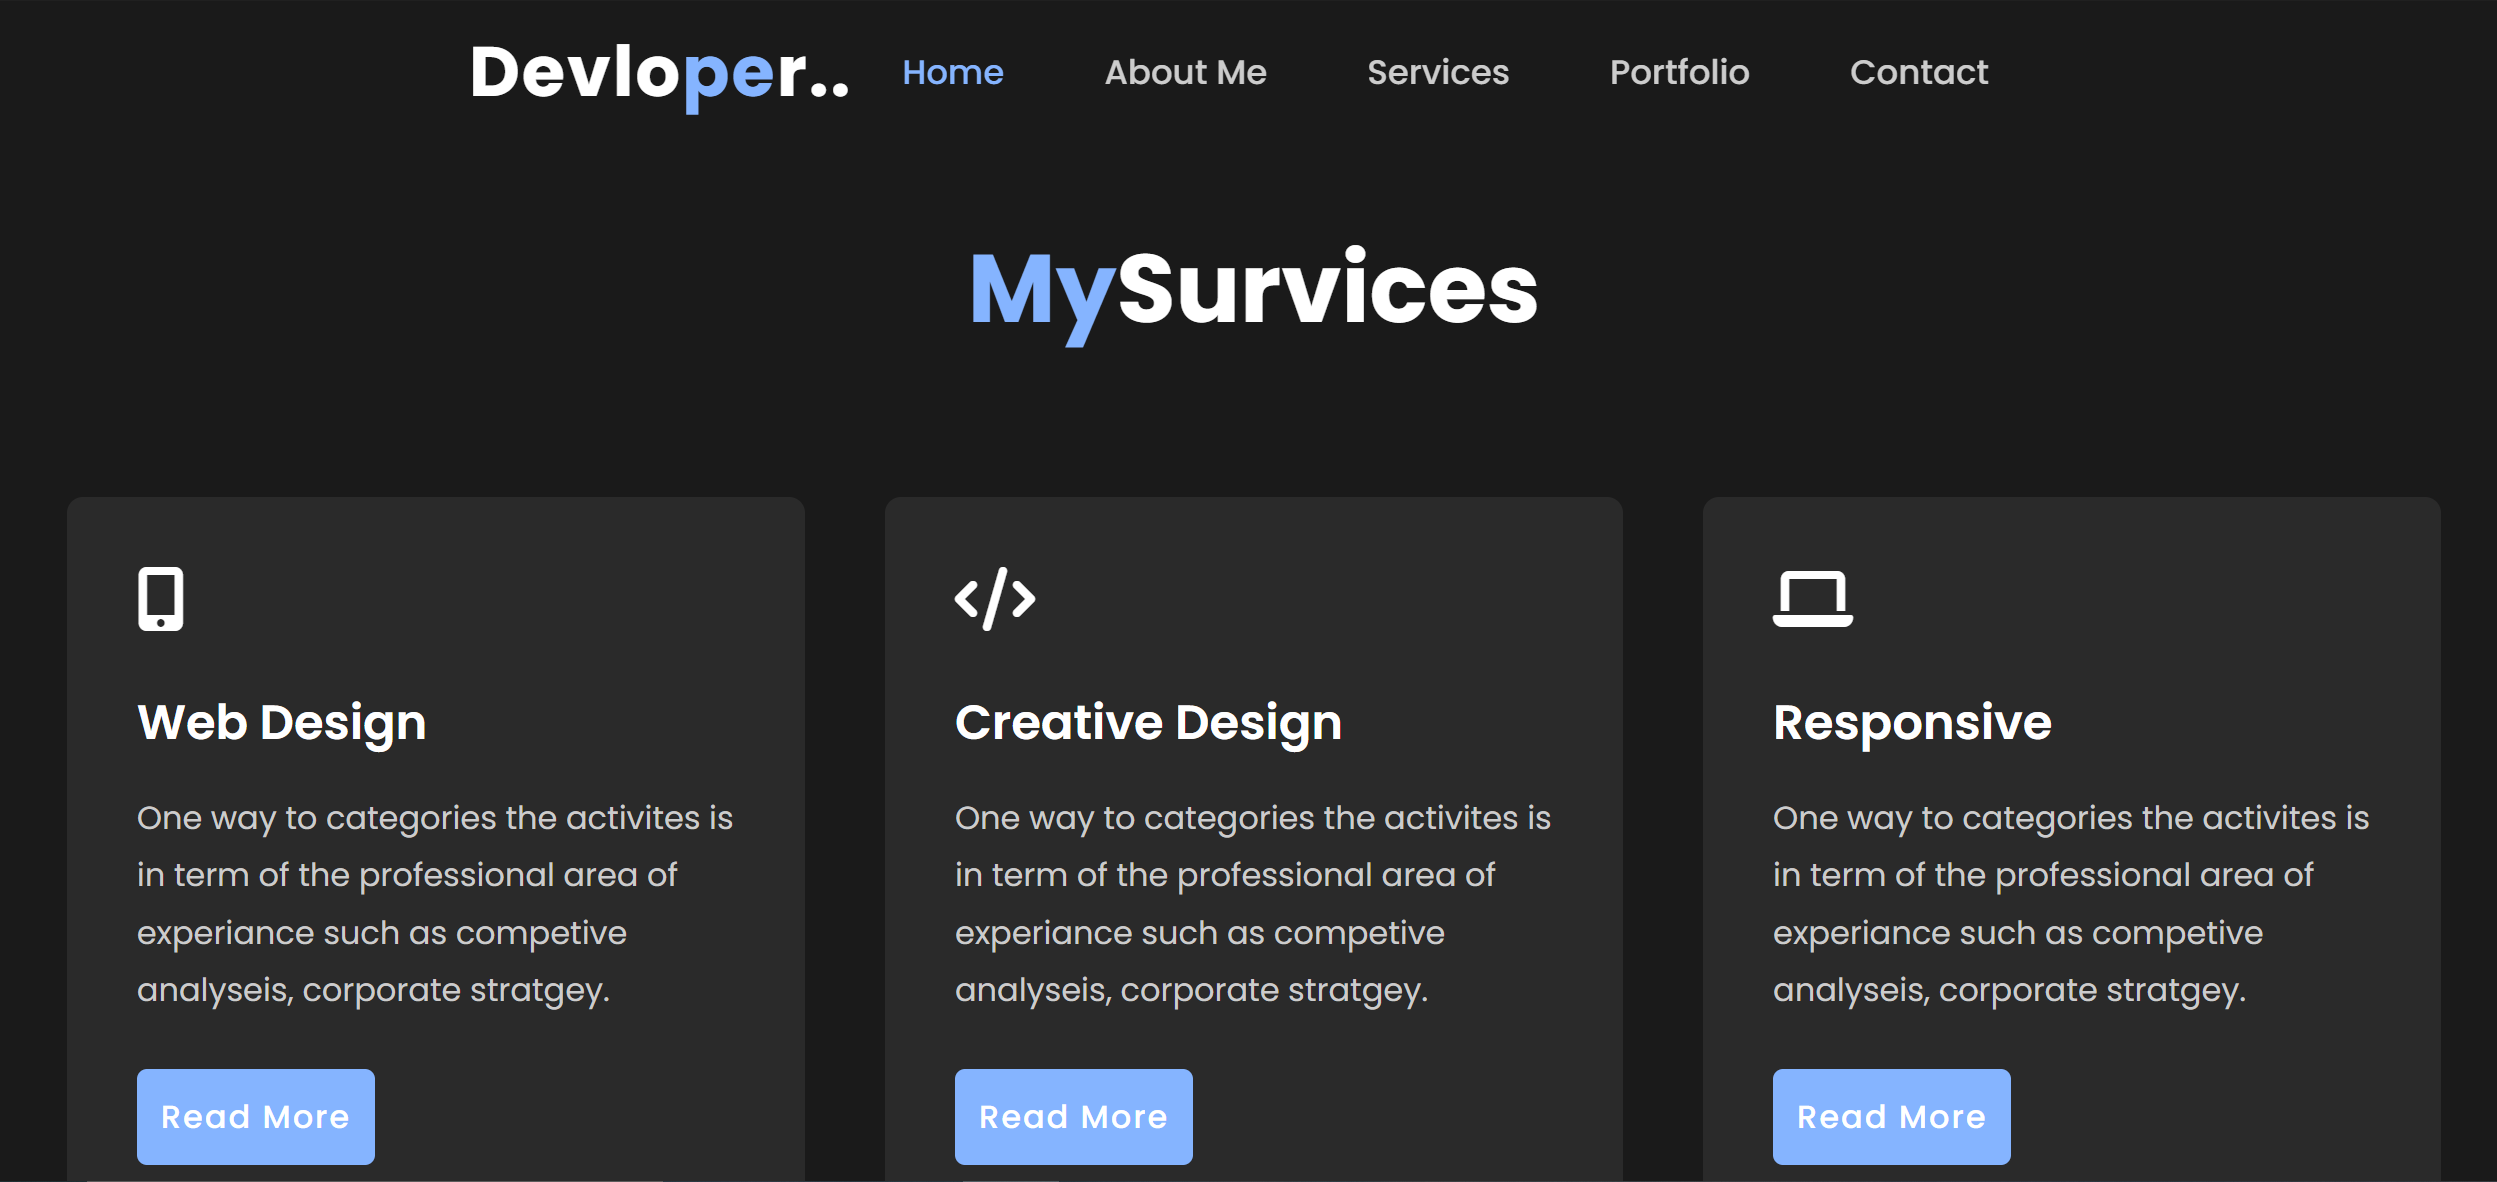 Devloper..
Home
About Me
Services
Portfolio
Contact
MySurvices
Web Design
One way to categories the activites is
in term of the professional area of
experiance such as competive
analyseis, corporate stratgey.
Read More
Creative Design
One way to categories the activites is
in term of the professional area of
experiance such as competive
analyseis, corporate stratgey.
Read More
Responsive
One way to categories the activites is
in term of the rofessional area of
experiance such as competive
analyseis, corporate stratgey.
Read More